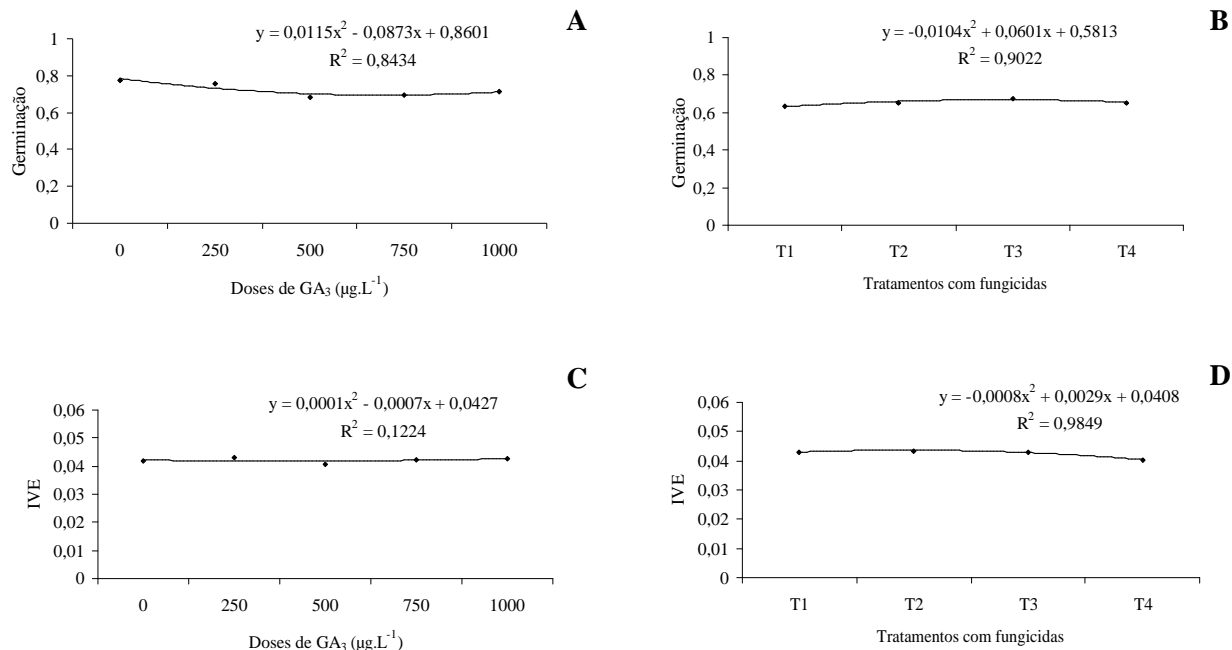 A
y = 0,0115x² - 0,0873x + 0,8601
R² = 0,8434
1
0,8
0,6
0,4
0,2
0
Germinação
0 250 500 750 1000
Doses de GA₃ (µg.L⁻¹)
B
y = -0,0104x² + 0,0601x + 0,5813
R² = 0,9022
1
0,8
0,6
0,4
0,2
0
Germinação
T1 T2 T3 T4
Tratamentos com fungicidas
C
y = 0,0001x² - 0,0007x + 0,0427
R² = 0,1224
0,06
0,05
0,04
0,03
0,02
0,01
0
IVE
0 250 500 750 1000
Doses de GA₃ (µg.L⁻¹)
D
y = -0,0008x² + 0,0029x + 0,0408
R² = 0,9849
0,06
0,05
0,04
0,03
0,02
0,01
0
IVE
T1 T2 T3 T4
Tratamentos com fungicidas